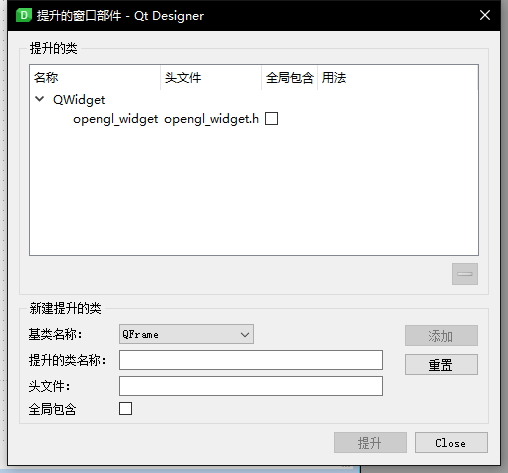 提升的窗口部件 - Qt Designer
提升的类
名称 头文件 全局包含 用法
QWidget
opengl_widget opengl_widget.h
新建提升的类
基类名称： QFrame 添加
提升的类名称： 重置
头文件：
全局包含
提升 Close